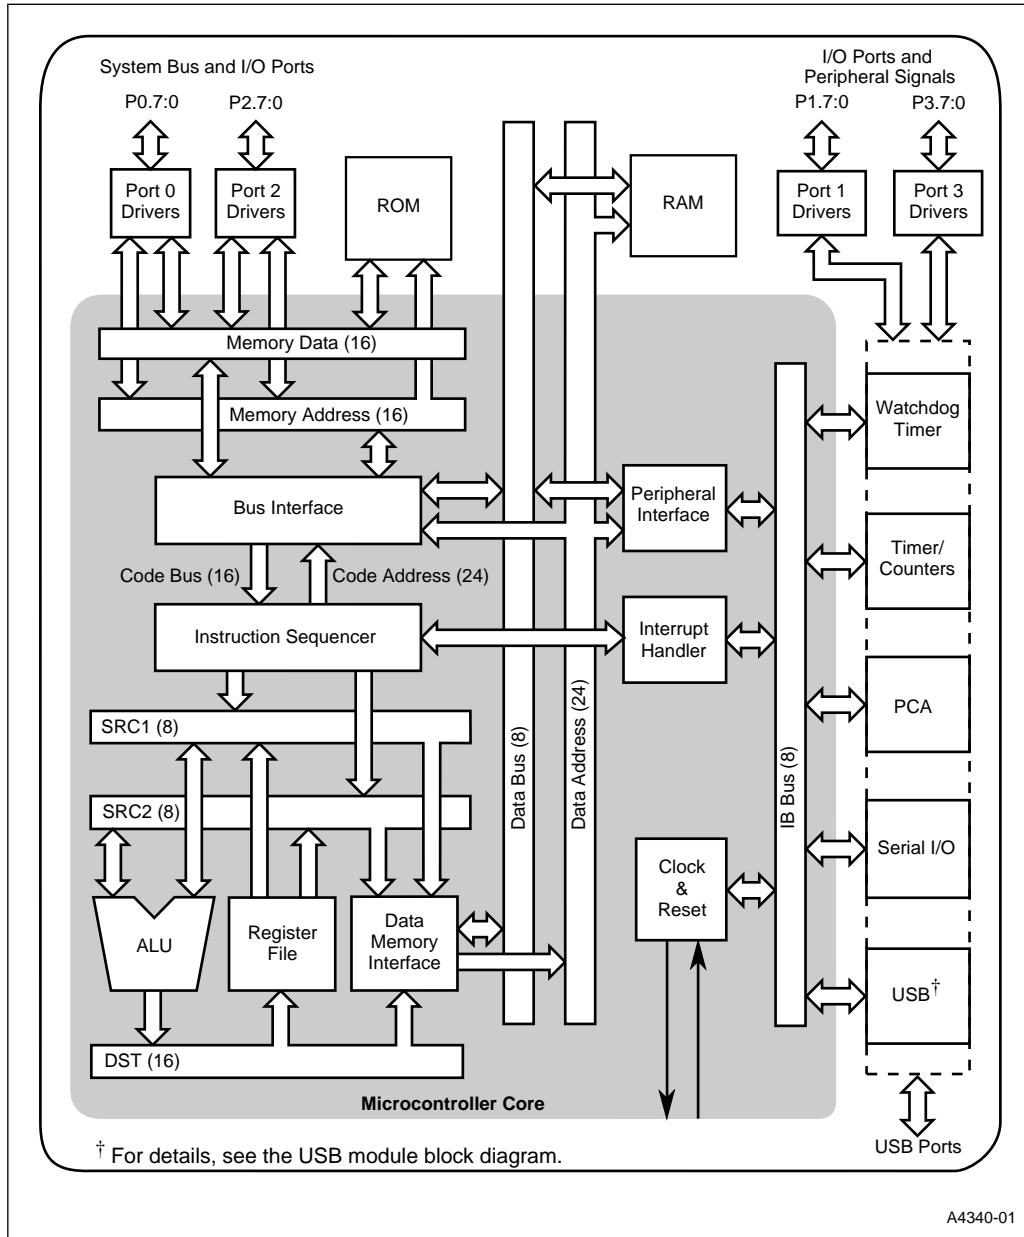 System Bus and I/O Ports
I/O Ports and
Peripheral Signals
P0.7:0
P2.7:0
P1.7:0
P3.7:0
Port 0
Drivers
Port 2
Drivers
ROM
RAM
Port 1
Drivers
Port 3
Drivers
Memory Data (16)
Memory Address (16)
Watchdog
Timer
Bus Interface
Peripheral
Interface
Code Bus (16)
Code Address (24)
Timer/
Counters
Instruction Sequencer
Interrupt
Handler
SRC1 (8)
Data Bus (8)
Data Address (24)
IB Bus (8)
PCA
SRC2 (8)
Clock
&
Reset
Serial I/O
ALU
Register
File
Data
Memory
Interface
USB†
DST (16)
Microcontroller Core
USB Ports
† For details, see the USB module block diagram.
A4340-01